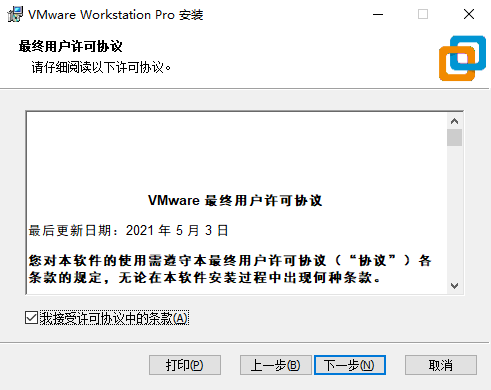 VMware Workstation Pro 安装
最终用户许可协议
请仔细阅读以下许可协议。
VMware 最终用户许可协议
最后更新日期：2021 年 5 月 3 日
您对本软件的使用需遵守本最终用户许可协议（“协议”）各
条款的规定，无论在本软件安装过程中出现何种条款。
我接受许可协议中的条款(A)
打印(P)
上一步(B)
下一步(N)
取消